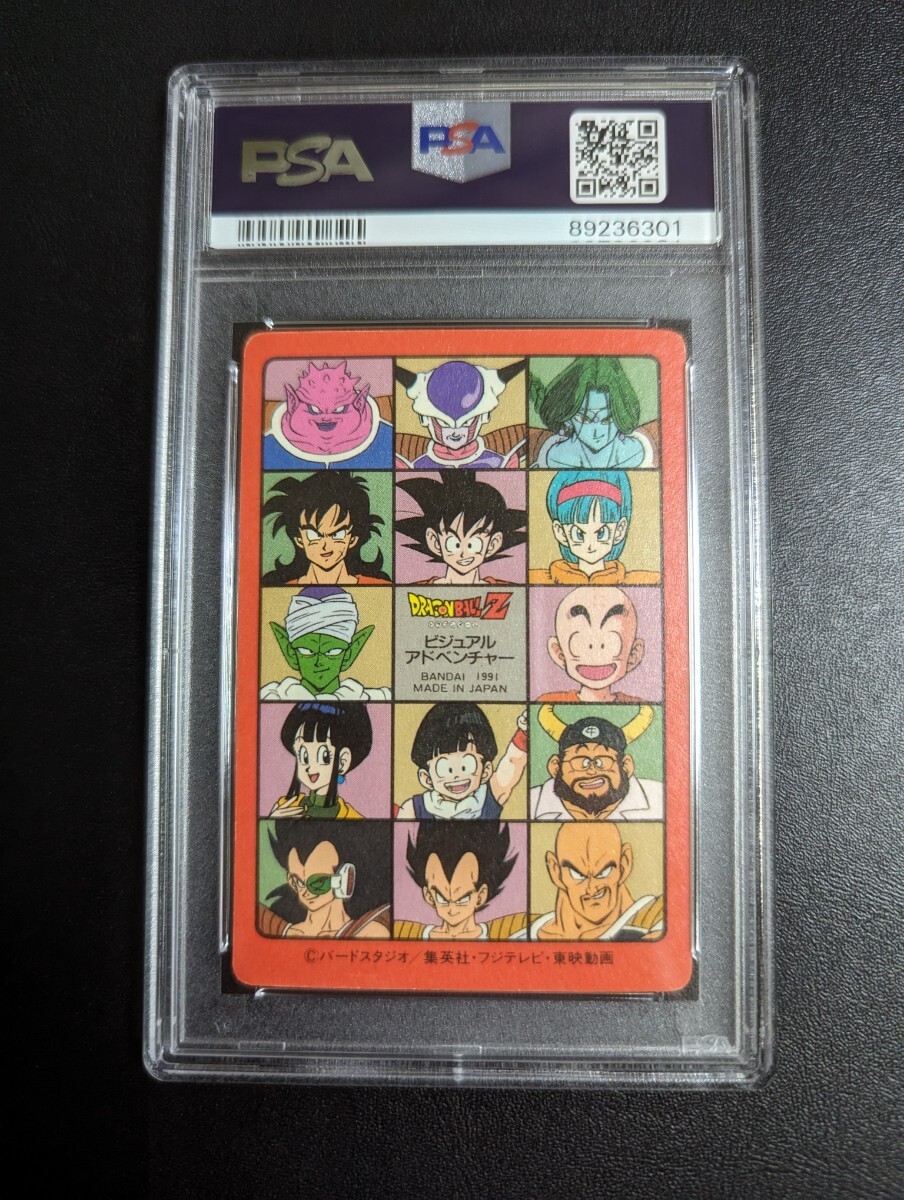 PSA
PSA
89236301
DRAGON BALL Z
ビジュアル
アドベンチャー
BANDAI 1991
MADE IN JAPAN
牛
©バードスタジオ/集英社・フジテレビ・東映動画